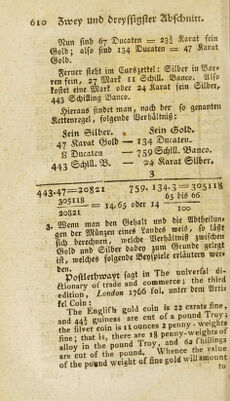 610 Zwey und dreyssigster Abschnitt.
Nun sind 67 Ducaten = 23⅔ Karat fein
Gold; also sind 134 Ducaten = 47 Karat
Gold.
Ferner steht im Curszettel: Silber in Bar-
ren fein, 27 Mark 11 Schill. Banco. Also
kostet eine Mark oder 24 Karat fein Silber,
443 Schilling Banco.
Hieraus findet man, nach der so genanten
Kettenregel, folgende Verhältniß:
Fein Silber. Fein Gold.
47 Karat Gold — 134 Ducaten.
8 Ducaten — 759 Schill. Banco.
443 Schill. B. — 24 Karat Silber.
3
443·47=20821 759·134·3=305118
305118 = 14,65 oder 14 65 bis 66
20821 100
3. Wenn man den Gehalt und die Abtheilun-
gen der Münzen eines Landes weis, so läßt
sich berechnen, welche Verhältniß zwischen
Gold und Silber dabey zum Grunde gelegt
ist, welches folgende Beyspiele erläutern wer-
den.
Postlethwayt sagt in The universal di-
ctionary of trade and commerce; the third
edition, London 1766 fol. unter dem Arti-
kel Coin:
The English gold coin is 22 carats fine,
and 44½ guineas are cut of a pound Troy;
the silver coin is 11 ounces 2 penny-weights
fine; that is, there are 18 penny-weights of
alloy in the pound Troy, and 62 shillings
are cut of the pound. Whence the value
of the pound weight of fine gold will amount
to